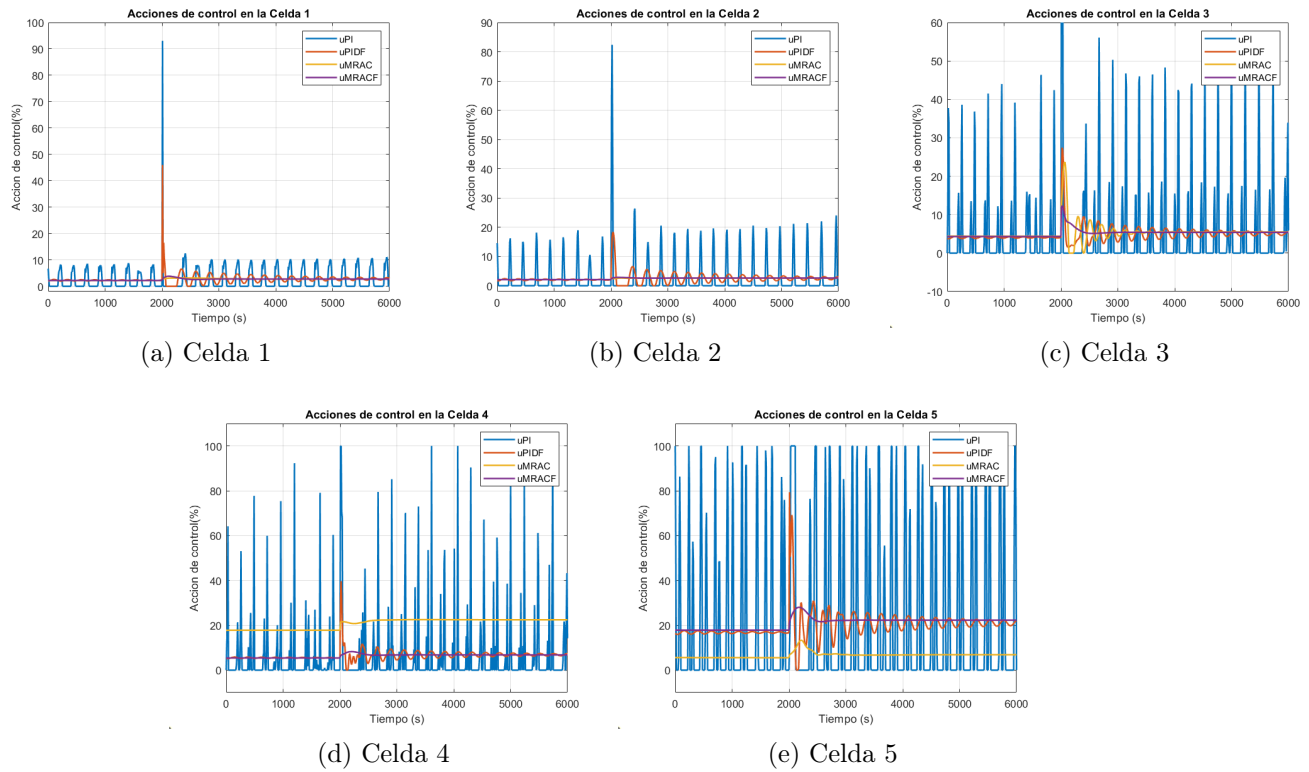 Acciones de control en la Celda 1
Accion de control(%)
100
90
80
70
60
50
40
30
20
10
0
0 1000 2000 3000 4000 5000 6000
Tiempo (s)
uPI
uPIDF
uMRAC
uMRACF
(a) Celda 1
Acciones de control en la Celda 2
Accion de control(%)
90
80
70
60
50
40
30
20
10
0
0 1000 2000 3000 4000 5000 6000
Tiempo (s)
uPI
uPIDF
uMRAC
uMRACF
(b) Celda 2
Acciones de control en la Celda 3
Accion de control(%)
60
50
40
30
20
10
0
-10
0 1000 2000 3000 4000 5000 6000
Tiempo (s)
uPI
uPIDF
uMRAC
uMRACF
(c) Celda 3
Acciones de control en la Celda 4
Accion de control(%)
100
80
60
40
20
0
0 1000 2000 3000 4000 5000 6000
Tiempo (s)
uPI
uPIDF
uMRAC
uMRACF
(d) Celda 4
Acciones de control en la Celda 5
Accion de control(%)
100
80
60
40
20
0
0 1000 2000 3000 4000 5000 6000
Tiempo (s)
uPI
uPIDF
uMRAC
uMRACF
(e) Celda 5